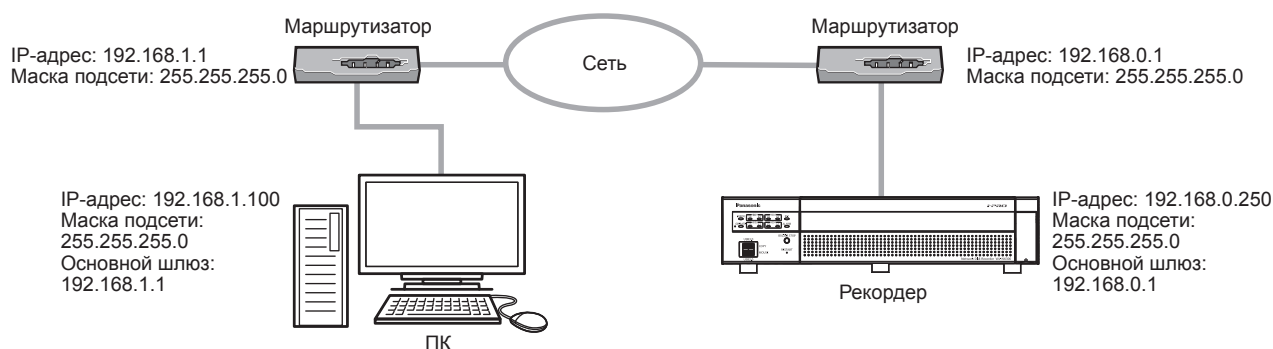 Маршрутизатор
IP-адрес: 192.168.1.1
Маска подсети: 255.255.255.0
Сеть
Маршрутизатор
IP-адрес: 192.168.0.1
Маска подсети: 255.255.255.0
IP-адрес: 192.168.1.100
Маска подсети:
255.255.255.0
Основной шлюз:
192.168.1.1
ПК
Panasonic
Рекордер
IP-адрес: 192.168.0.250
Маска подсети:
255.255.255.0
Основной шлюз:
192.168.0.1